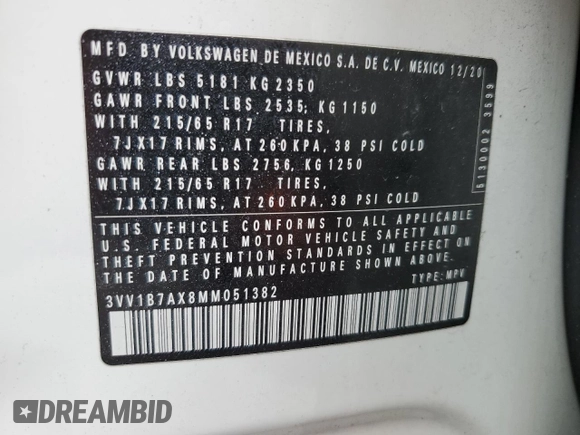 MFD. BY VOLKSWAGEN DE MEXICO S.A. DE C.V. MEXICO 12/20
GVWR LBS 5181 KG 2350
GAWR FRONT LBS 2535; KG 1150
WITH 215/65 R17 TIRES,
7JX17 RIMS, AT 260 KPA, 38 PSI COLD
GAWR REAR LBS 2756, KG 1250
WITH 215/65 R17 TIRES,
7JX17 RIMS, AT 260 KPA, 38 PSI COLD
THIS VEHICLE CONFORMS TO ALL APPLICABLE
U.S. FEDERAL MOTOR VEHICLE SAFETY AND
THEFT PREVENTION STANDARDS IN EFFECT ON
THE DATE OF MANUFACTURE SHOWN ABOVE.
3VV1B7AX8MM051382 TYPE: MPV
5130002 3599
DREAMBID